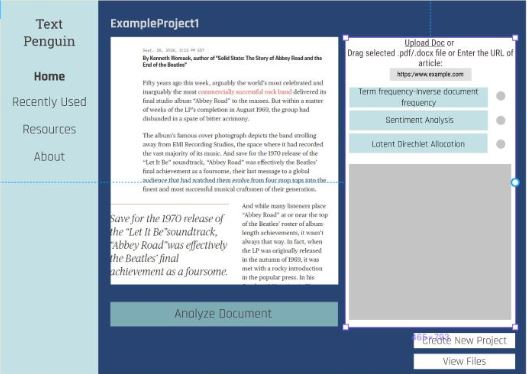 Text
Penguin
Home
Recently Used
Resources
About
ExampleProject1
Sept. 28, 2019, 5:12 PM EDT
By Kenneth Womack, author of "Solid State: The Story of Abbey Road and the
End of the Beatles"
Fifty years ago this week, arguably the world's most celebrated and
inarguably the most commercially successful rock band delivered its
final studio album "Abbey Road" to the masses. But within a matter
of weeks of the LP's completion in August 1969, the group had
disbanded in a spate of bitter acrimony.
The album's famous cover photograph depicts the band strolling
away from EMI Recording Studios, the space where it had recorded
the vast majority of its music. And save for the 1970 release of the
"Let It Be" soundtrack, "Abbey Road" was effectively the Beatles'
final achievement as a foursome, their last message to a global
audience that had watched them evolve from four mop tops into the
finest and most successful musical craftsmen of their generation.
Save for the 1970 release of
the "Let It Be"soundtrack,
"Abbey Road"was effectively
the Beatles' final
achievement as a foursome.
And while many listeners place
"Abbey Road" at or near the top
of the Beatles' roster of album
length achievements, it wasn't
always that way. In fact, when
the LP was originally released
in the autumn of 1969, it was
met with a rocky introduction
in the popular press. In his
Analyze Document
Upload Doc or
Drag selected .pdf/.docx file or Enter the URL of
article:
https:/www.example.com
Term frequency-inverse document
frequency
Sentiment Analysis
Latent Direchlet Allocation
Create New Project
View Files